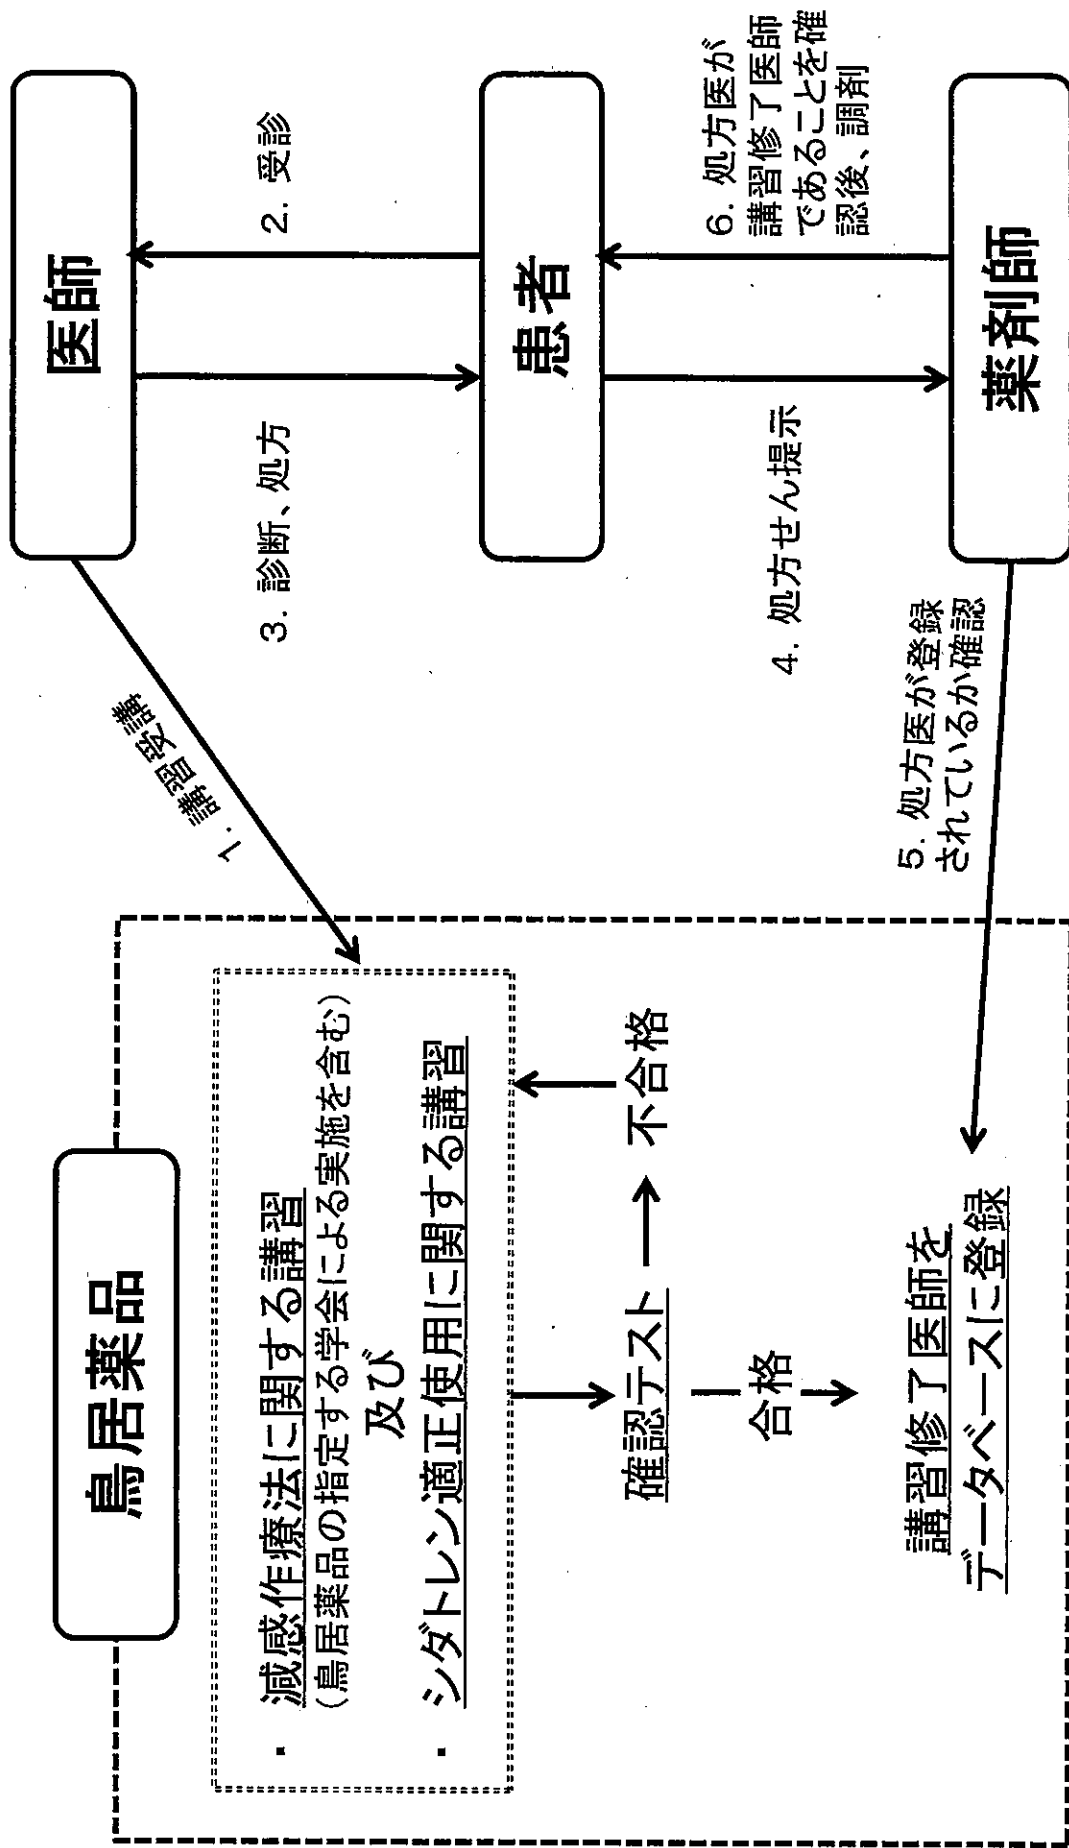 鳥居薬品
・ 減感作療法に関する講習
（鳥居薬品の指定する学会による実施を含む）
及び
・ シダトレン適正使用に関する講習
確認テスト
不合格
合格
講習修了医師を
データベースに登録
1. 講習受講
医師
2. 受診
3. 診断、処方
患者
4. 処方せん提示
5. 処方医が登録
されているか確認
6. 処方医が
講習修了医師
であることを確
認後、調剤
薬剤師